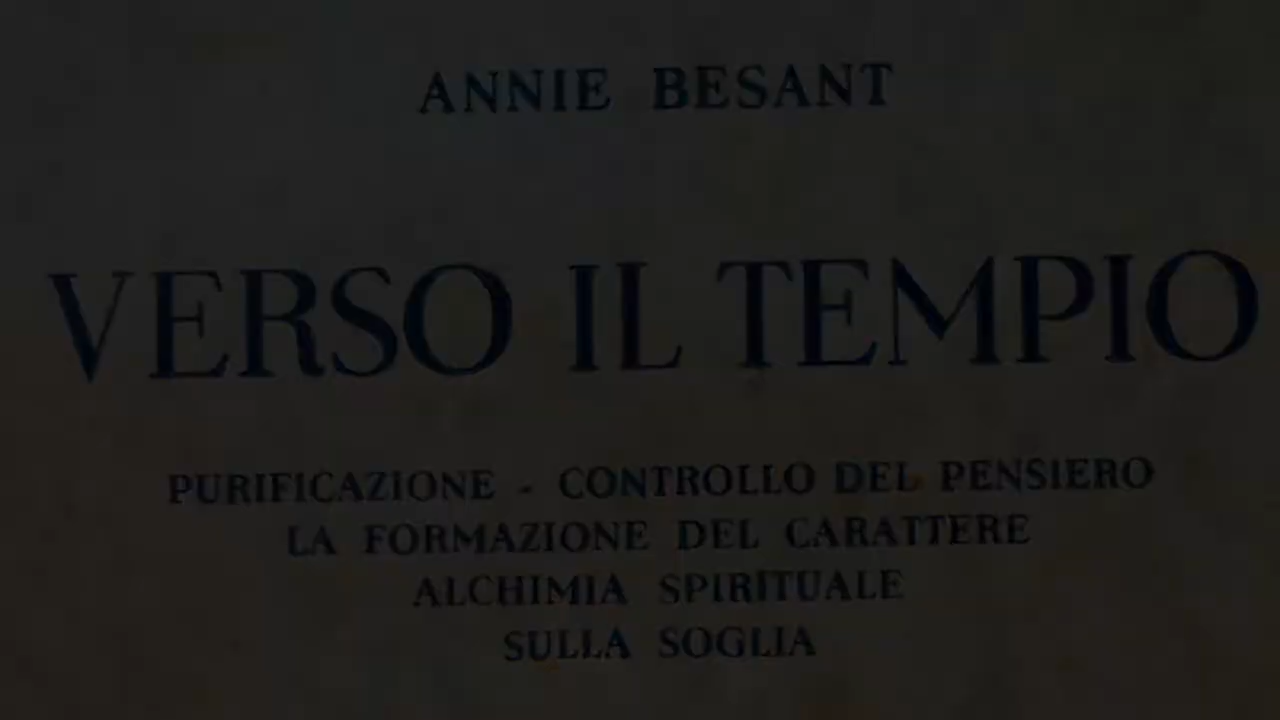 ANNIE BESANT
VERSO IL TEMPIO
PURIFICAZIONE - CONTROLLO DEL PENSIERO
LA FORMAZIONE DEL CARATTERE
ALCHIMIA SPIRITUALE
SULLA SOGLIA